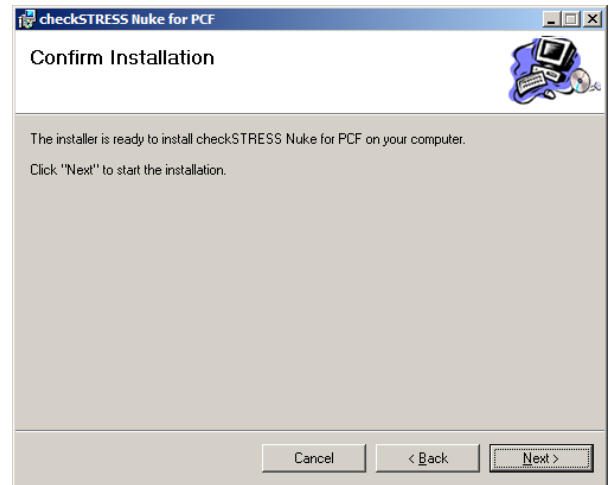 checkSTRESS Nuke for PCF
Confirm Installation
The installer is ready to install checkSTRESS Nuke for PCF on your computer.
Click "Next" to start the installation.
Cancel
< Back
Next >